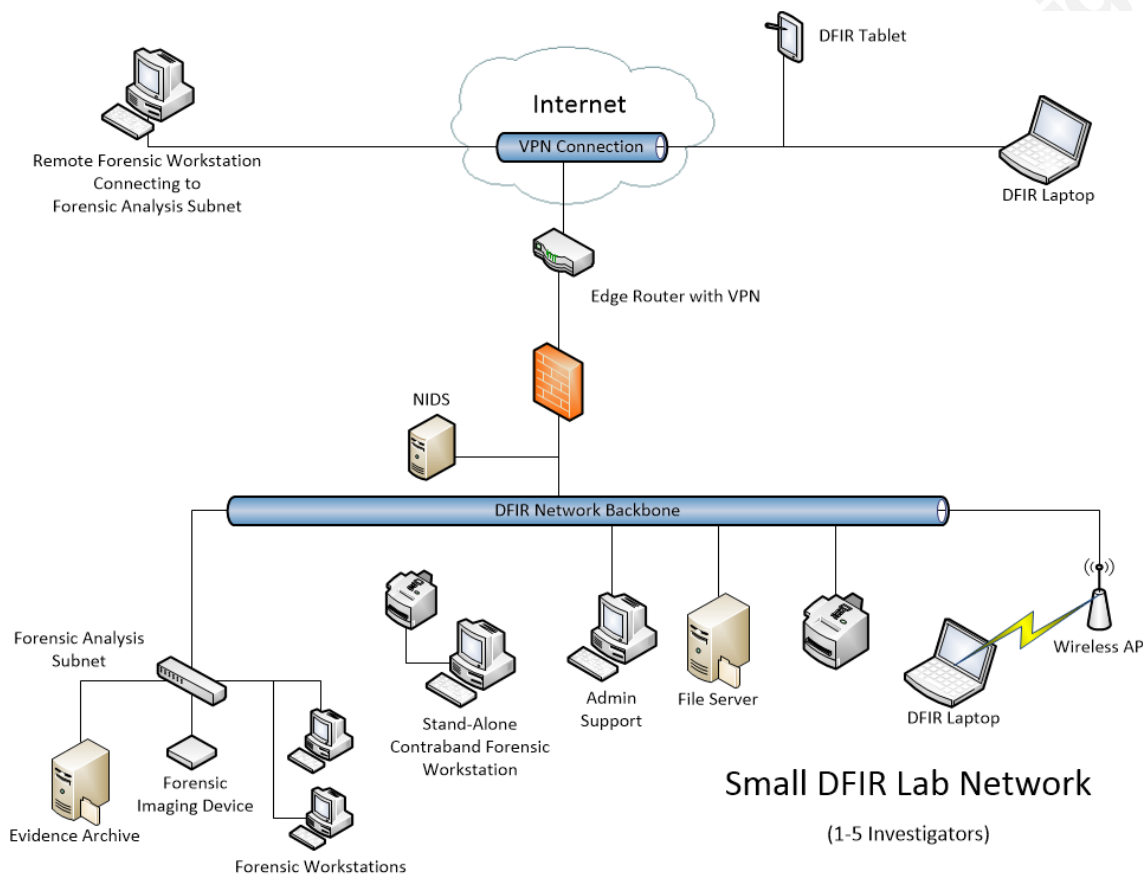 DFIR Tablet
Internet
VPN Connection
Remote Forensic Workstation
Connecting to
Forensic Analysis Subnet
DFIR Laptop
Edge Router with VPN
NIDS
DFIR Network Backbone
Forensic Analysis
Subnet
Wireless AP
Admin
Support
File Server
DFIR Laptop
Stand-Alone
Contraband Forensic
Workstation
Forensic
Imaging Device
Evidence Archive
Forensic Workstations
Small DFIR Lab Network
(1-5 Investigators)